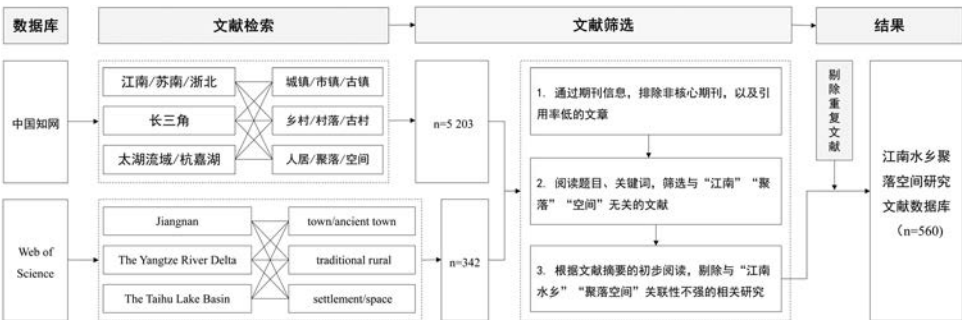 数据库
文献检索
文献筛选
结果
中国知网
江南/苏南/浙北
长三角
太湖流域/杭嘉湖
城镇/市镇/古镇
乡村/村落/古村
人居/聚落/空间
n=5 203
Web of
Science
Jiangnan
The Yangtze River Delta
The Taihu Lake Basin
town/ancient town
traditional rural
settlement/space
n=342
1. 通过期刊信息，排除非核心期刊，以及引
用率低的文章
2. 阅读题目、关键词，筛选与“江南”“聚
落”“空间”无关的文献
3. 根据文献摘要的初步阅读，剔除与“江南
水乡”“聚落空间”关联性不强的相关研究
剔除重复文献
江南水乡聚
落空间研究
文献数据库
（n=560）